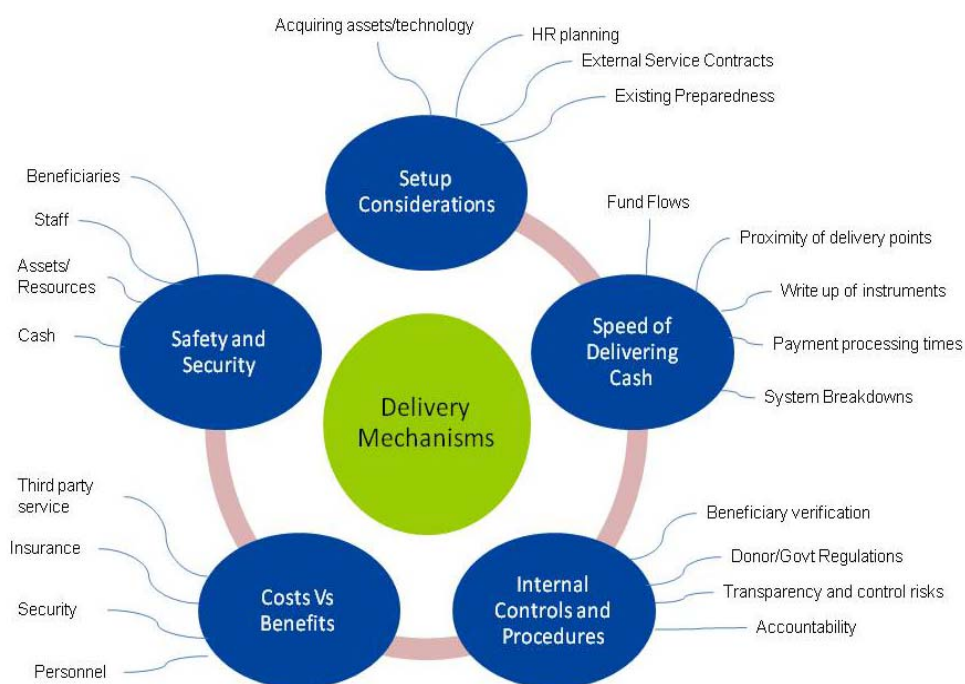 Acquiring assets/technology
HR planning
External Service Contracts
Existing Preparedness
Setup
Considerations
Beneficiaries
Staff
Assets/
Resources
Cash
Safety and
Security
Fund Flows
Proximity of delivery points
Write up of instruments
Payment processing times
System Breakdowns
Speed of
Delivering
Cash
Delivery
Mechanisms
Third party
service
Insurance
Security
Personnel
Costs Vs
Benefits
Beneficiary verification
Donor/Govt Regulations
Transparency and control risks
Accountability
Internal
Controls and
Procedures